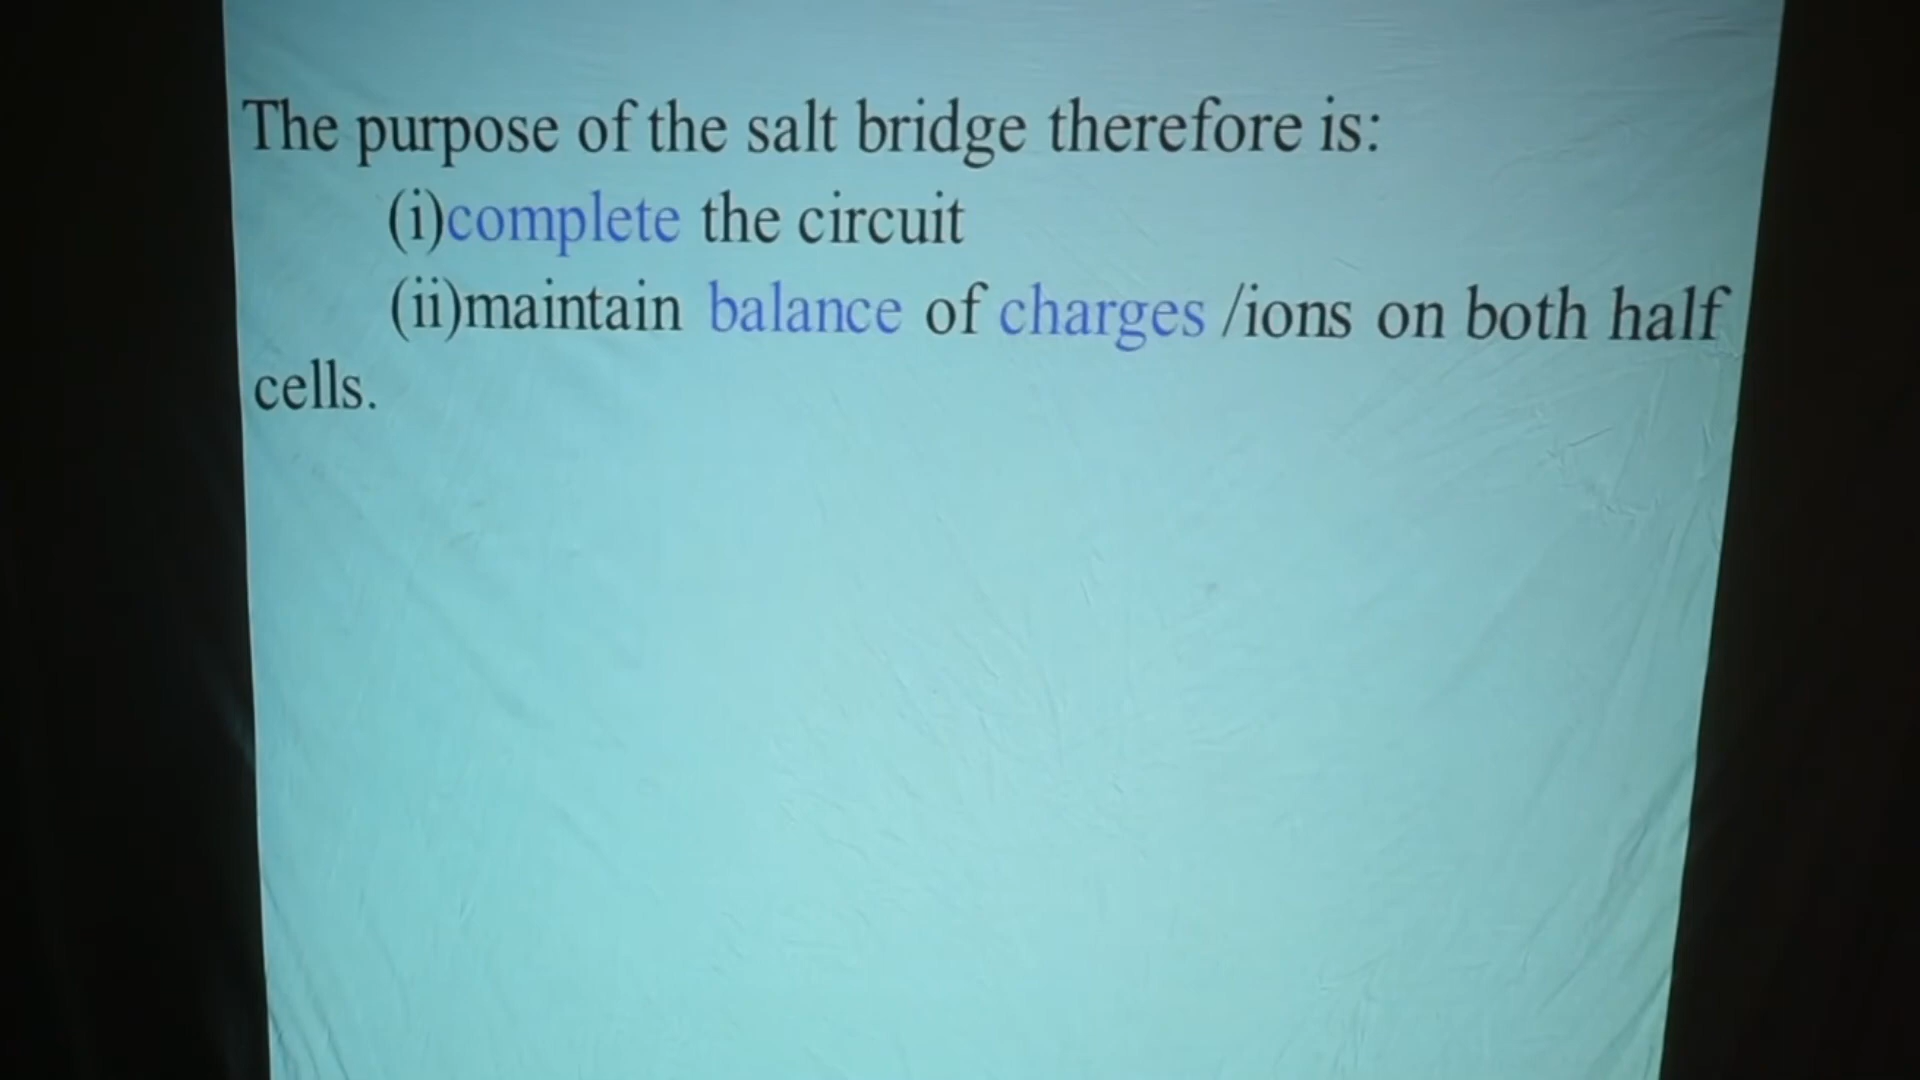 The purpose of the salt bridge therefore is:
(i)complete the circuit
(ii)maintain balance of charges /ions on both half
cells.